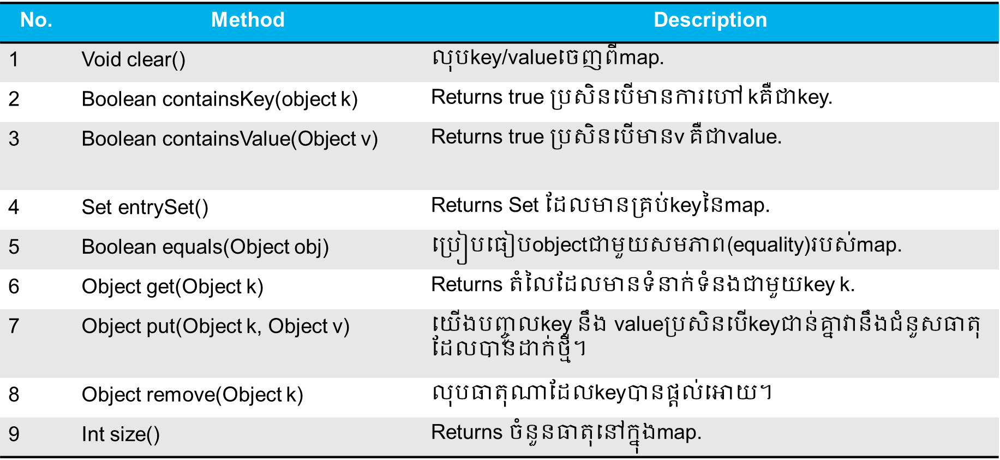 No. Method Description
1 Void clear() លុបkey/valueចេញពីmap.
2 Boolean containsKey(object k) Returns true ប្រសិនបើមានការហៅ kគឺជាkey.
3 Boolean containsValue(Object v) Returns true ប្រសិនបើមានv គឺជាvalue.
4 Set entrySet() Returns Set ដែលមានគ្រប់keyនៃmap.
5 Boolean equals(Object obj) ប្រៀបធៀបobjectជាមួយសមភាព(equality)របស់map.
6 Object get(Object k) Returns តំលៃដែលមានទំនាក់ទំនងជាមួយkey k.
7 Object put(Object k, Object v) យើងបញ្ចូលkey នឹង valueប្រសិនបើkeyជាន់គ្នាវានឹងជំនួសធាតុ
ដែលបានដាក់ថ្មី។
8 Object remove(Object k) លុបធាតុណាដែលkeyបានផ្តល់អោយ។
9 Int size() Returns ចំនួនធាតុនៅក្នុងmap.